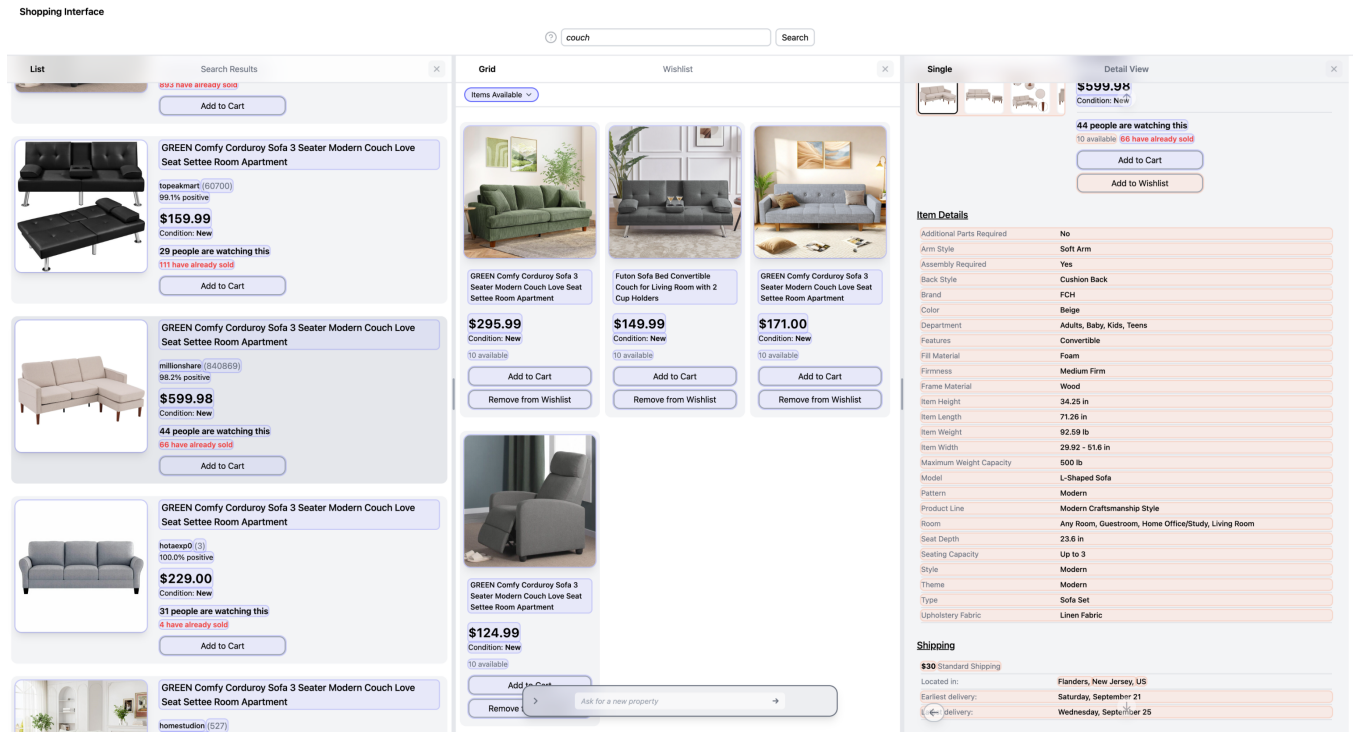 Shopping Interface
couch
Search
List
Search Results
893 have already sold
Add to Cart
GREEN Comfy Corduroy Sofa 3 Seater Modern Couch Love
Seat Settee Room Apartment
topeakmart (60700)
99.1% positive
$159.99
Condition: New
29 people are watching this
111 have already sold
Add to Cart
GREEN Comfy Corduroy Sofa 3 Seater Modern Couch Love
Seat Settee Room Apartment
millionshare (840869)
98.2% positive
$599.98
Condition: New
44 people are watching this
66 have already sold
Add to Cart
GREEN Comfy Corduroy Sofa 3 Seater Modern Couch Love
Seat Settee Room Apartment
hotaexp0 (3)
100.0% positive
$229.00
Condition: New
31 people are watching this
4 have already sold
Add to Cart
GREEN Comfy Corduroy Sofa 3 Seater Modern Couch Love
Seat Settee Room Apartment
homestudion (527)
Grid
Wishlist
Items Available
GREEN Comfy Corduroy Sofa 3
Seater Modern Couch Love Seat
Settee Room Apartment
$295.99
Condition: New
10 available
Add to Cart
Remove from Wishlist
Futon Sofa Bed Convertible
Couch for Living Room with 2
Cup Holders
$149.99
Condition: New
10 available
Add to Cart
Remove from Wishlist
GREEN Comfy Corduroy Sofa 3
Seater Modern Couch Love Seat
Settee Room Apartment
$171.00
Condition: New
10 available
Add to Cart
Remove from Wishlist
GREEN Comfy Corduroy Sofa 3
Seater Modern Couch Love Seat
Settee Room Apartment
$124.99
Condition: New
10 available
Add to Cart
Remove
Ask for a new property
Single
Detail View
$599.98
Condition: New
44 people are watching this
10 available 66 have already sold
Add to Cart
Add to Wishlist
Item Details
Additional Parts Required No
Arm Style Soft Arm
Assembly Required Yes
Back Style Cushion Back
Brand FCH
Color Beige
Department Adults, Baby, Kids, Teens
Features Convertible
Fill Material Foam
Firmness Medium Firm
Frame Material Wood
Item Height 34.25 in
Item Length 71.26 in
Item Weight 92.59 lb
Item Width 29.92 - 51.6 in
Maximum Weight Capacity 500 lb
Model L-Shaped Sofa
Pattern Modern
Product Line Modern Craftsmanship Style
Room Any Room, Guestroom, Home Office/Study, Living Room
Seat Depth 23.6 in
Seating Capacity Up to 3
Style Modern
Theme Modern
Type Sofa Set
Upholstery Fabric Linen Fabric
Shipping
$30 Standard Shipping
Located in: Flanders, New Jersey, US
Earliest delivery: Saturday, September 21
delivery: Wednesday, September 25